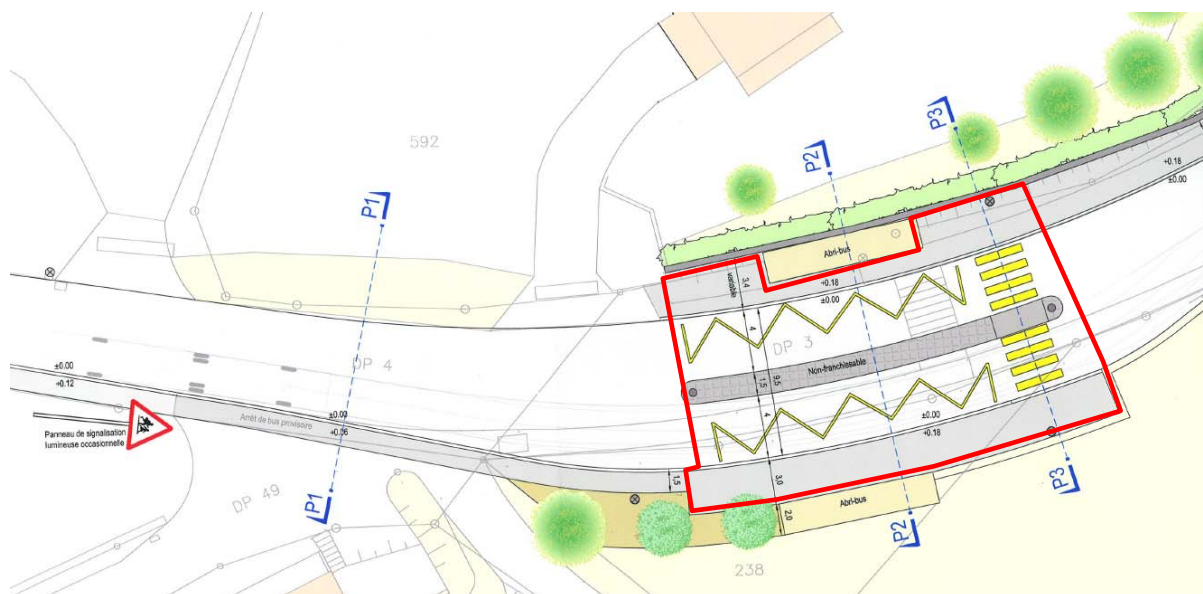 592
P1
P2
P3
+0.18
±0.00
Abri-bus
variable
3,4
+0.18
±0.00
4
DP 3
DP 4
1,5
9,5
Non-franchissable
4
±0.00
+0.12
Arrêt de bus provisoire
±0.00
+0.06
Panneau de signalisation
lumineuse occasionnelle
±0.00
+0.18
1,5
3,0
2,0
Abri-bus
DP 49
P1
P2
P3
238